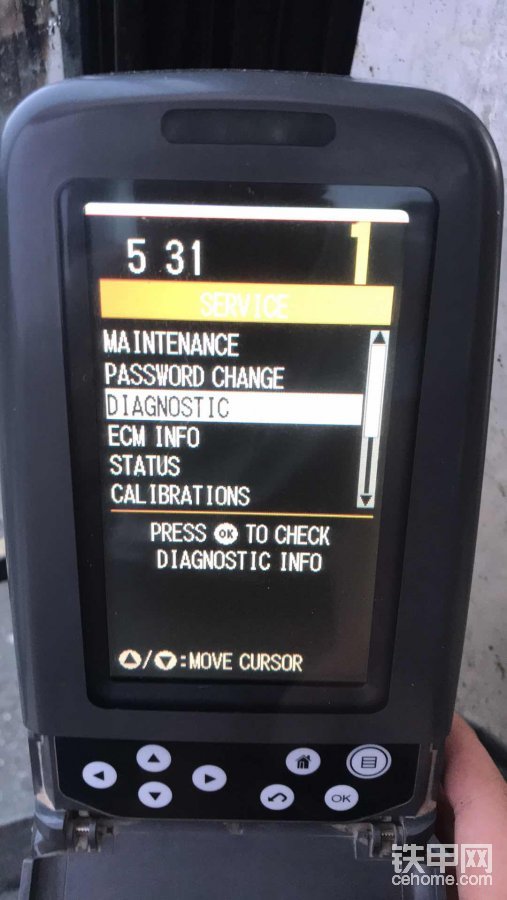 5 31
1
SERVICE
MAINTENANCE
PASSWORD CHANGE
DIAGNOSTIC
ECM INFO
STATUS
CALIBRATIONS
PRESS OK TO CHECK
DIAGNOSTIC INFO
▲/▼:MOVE CURSOR
OK
铁甲网
cehome.com